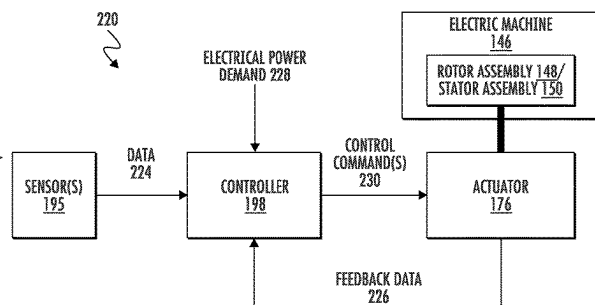 220
ELECTRIC MACHINE
146
ROTOR ASSEMBLY 148/
STATOR ASSEMBLY 150
ELECTRICAL POWER
DEMAND 228
DATA
224
CONTROL
COMMAND(S)
230
SENSOR(S)
195
CONTROLLER
198
ACTUATOR
176
FEEDBACK DATA
226